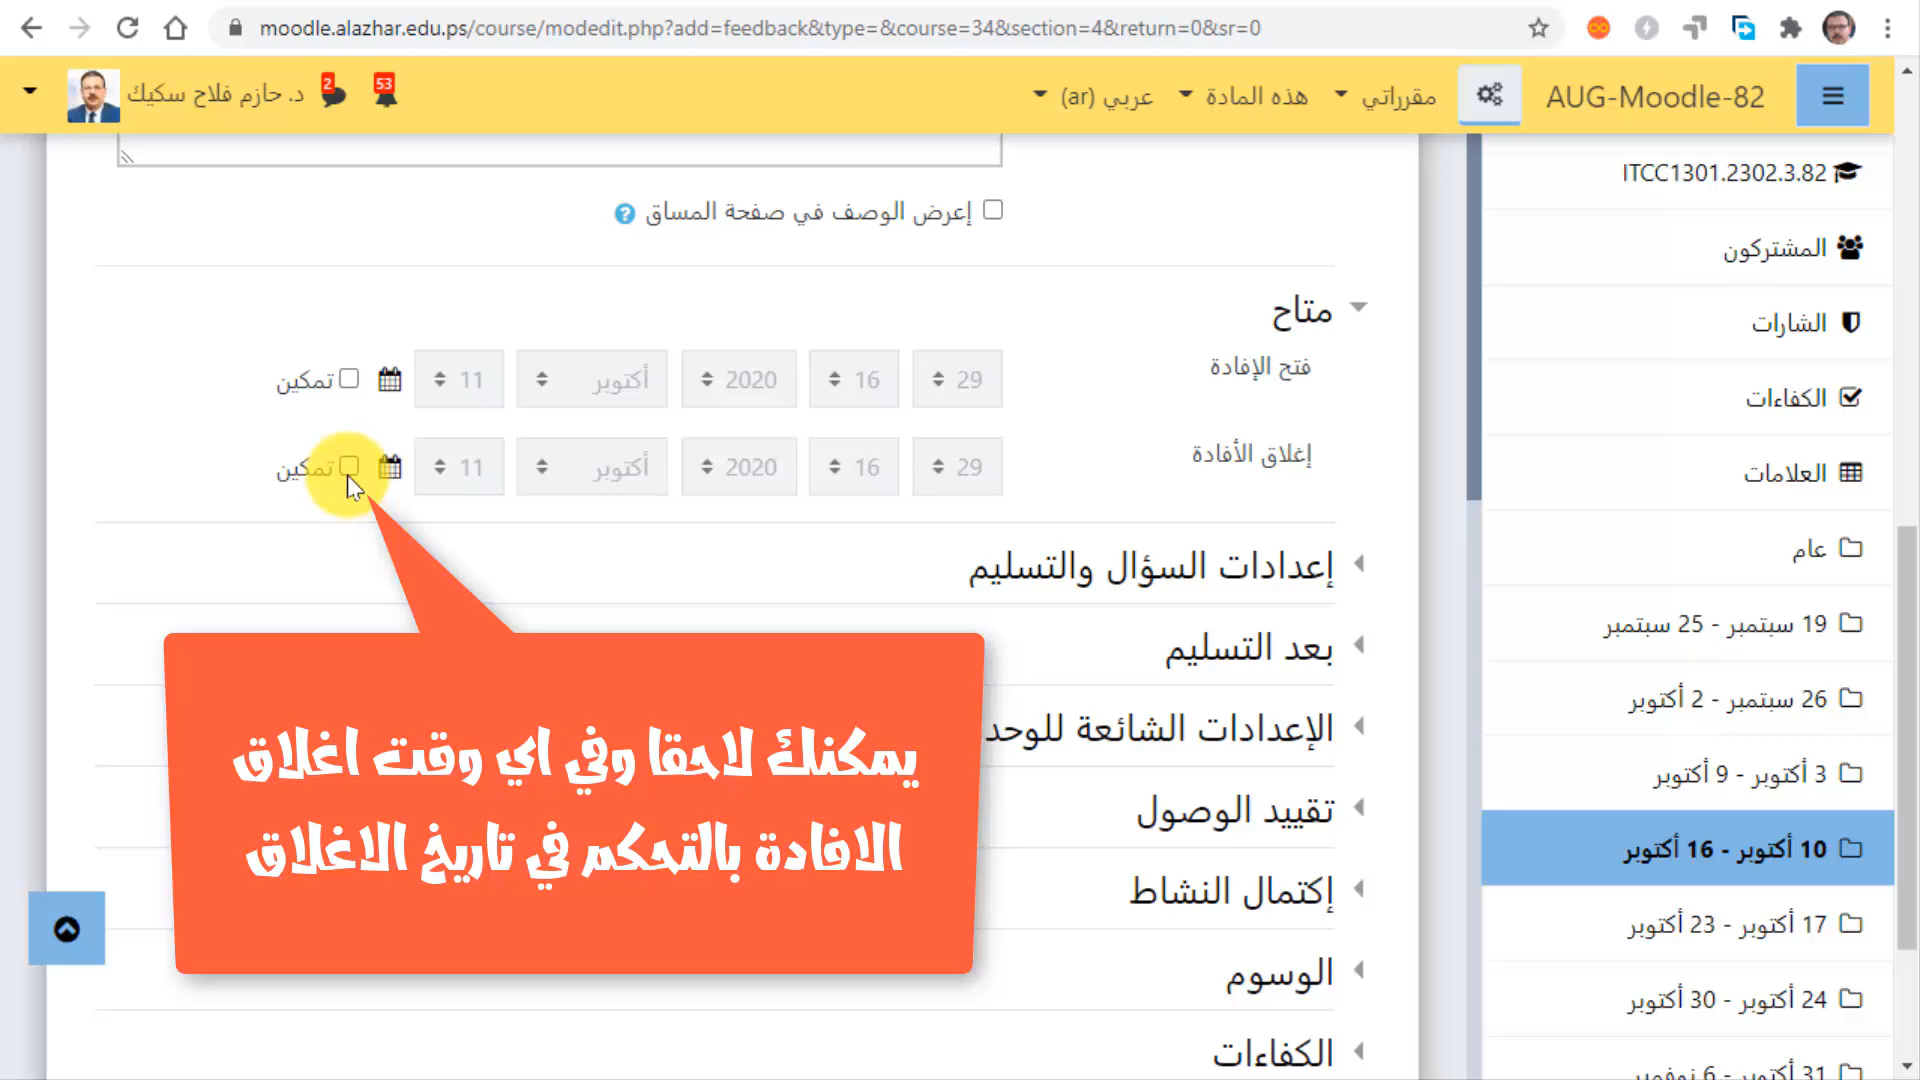 moodle.alazhar.edu.ps/course/modedit.php?add=feedback&type=&course=34&section=4&return=0&sr=0
AUG-Moodle-82
مقرراتي
هذه المادة
عربي (ar)
53
2
د. حازم فلاح سكيك
ITCC1301.2302.3.82
المشتركون
الشارات
الكفاءات
العلامات
عام
19 سبتمبر - 25 سبتمبر
26 سبتمبر - 2 أكتوبر
3 أكتوبر - 9 أكتوبر
10 أكتوبر - 16 أكتوبر
17 أكتوبر - 23 أكتوبر
24 أكتوبر - 30 أكتوبر
31 أكتوبر - 6 نوفمبر
إعرض الوصف في صفحة المساق
متاح
فتح الإفادة
29 16 2020 أكتوبر 11 تمكين
إغلاق الأفادة
29 16 2020 أكتوبر 11 تمكين
إعدادات السؤال والتسليم
بعد التسليم
الإعدادات الشائعة
تقييد الوصول
إكتمال النشاط
الوسوم
الكفاءات
يمكنك لاحقا وفي اي وقت اغلاق
الافادة بالتحكم في تاريخ الاغلاق